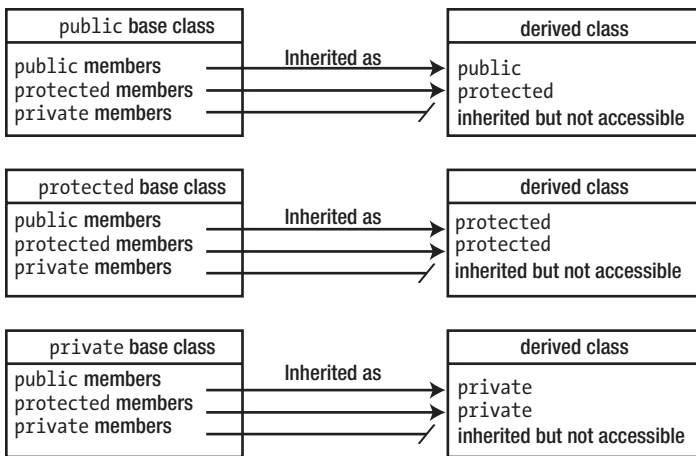 public base class
public members
protected members
private members
Inherited as
derived class
public
protected
inherited but not accessible
protected base class
public members
protected members
private members
Inherited as
derived class
protected
protected
inherited but not accessible
private base class
public members
protected members
private members
Inherited as
derived class
private
private
inherited but not accessible